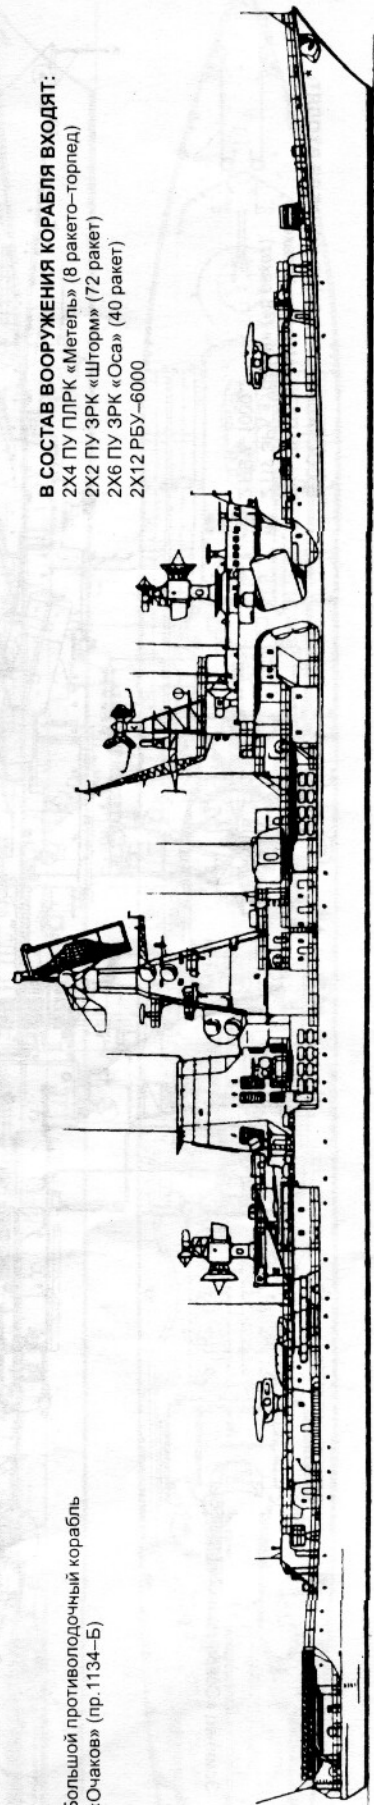 В СОСТАВ ВООРУЖЕНИЯ КОРАБЛЯ ВХОДЯТ:
2Х4 ПУ ПЛРК «Метель» (8 ракето–торпед)
2Х2 ПУ ЗРК «Шторм» (72 ракет)
2Х6 ПУ ЗРК «Оса» (40 ракет)
2Х12 РБУ–6000
Большой противолодочный корабль
«Очаков» (пр.1134–Б)